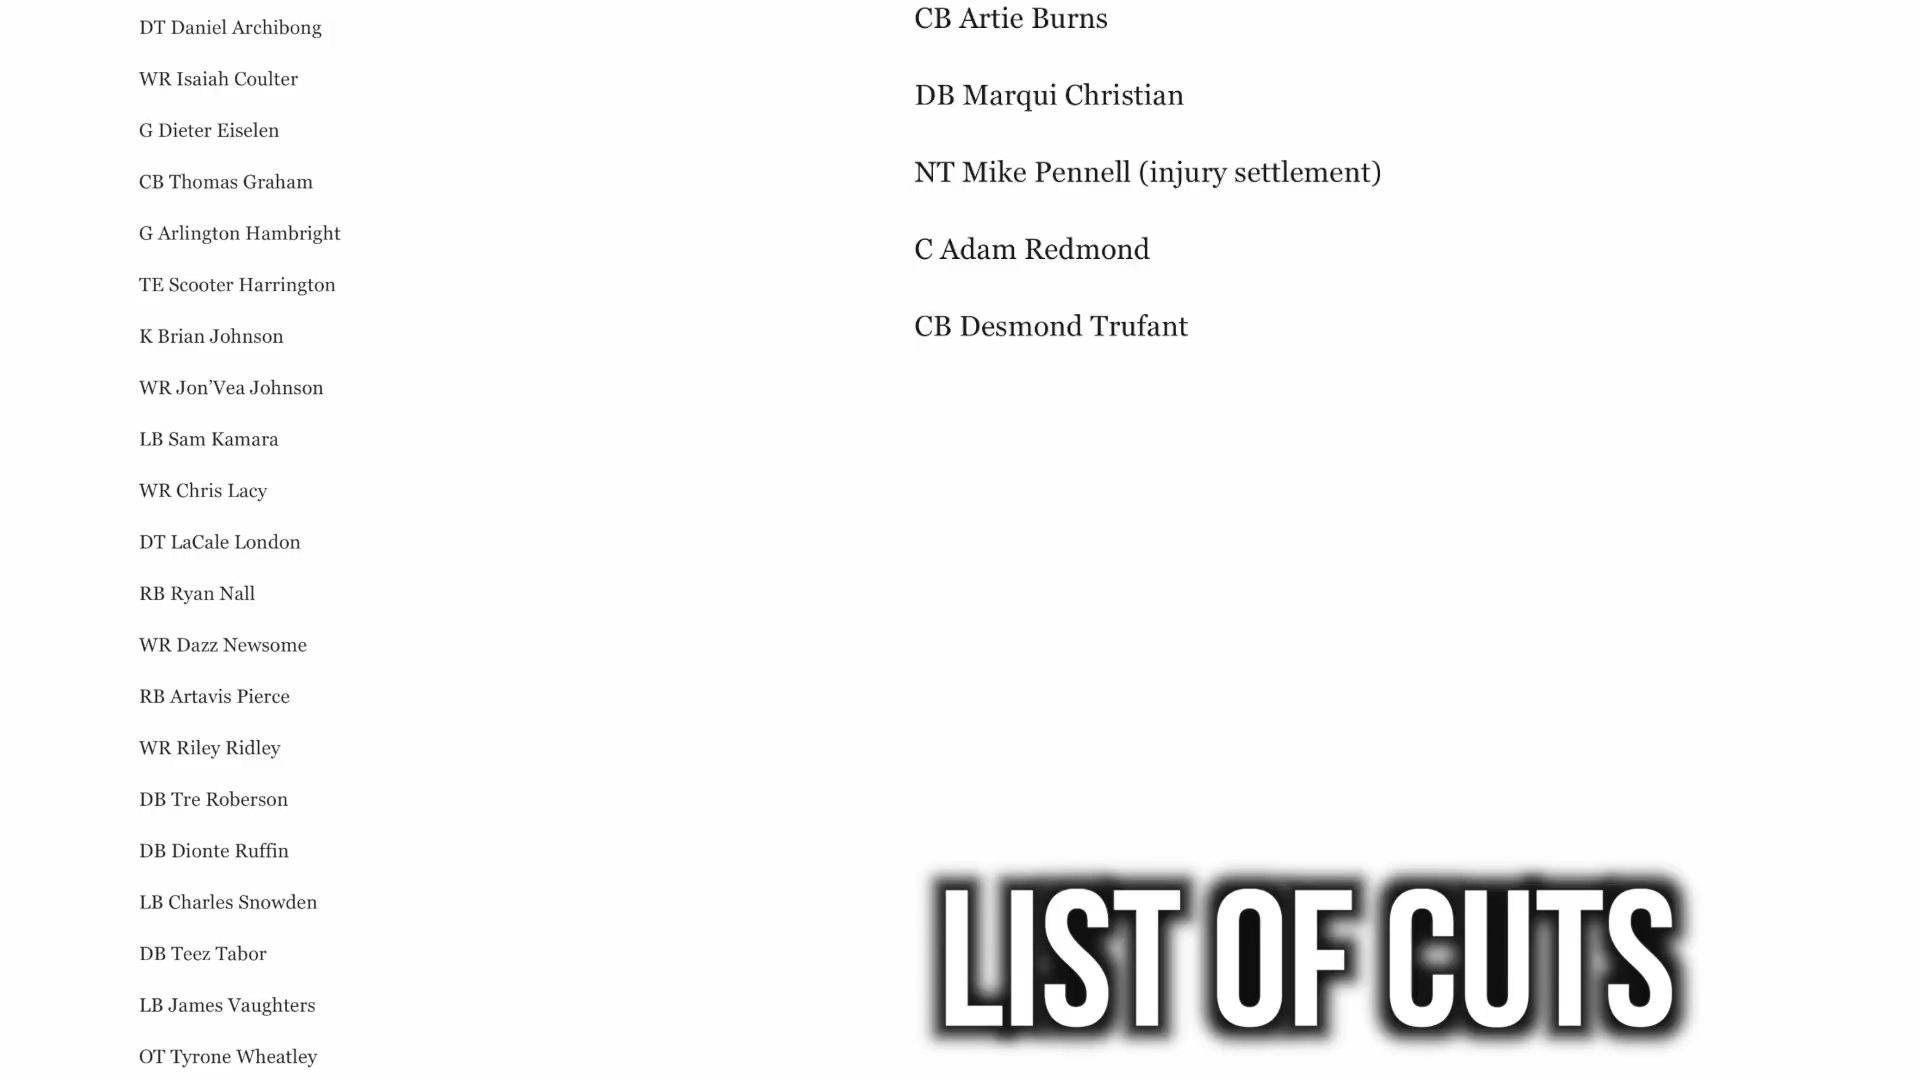 DT Daniel Archibong
WR Isaiah Coulter
G Dieter Eiselen
CB Thomas Graham
G Arlington Hambright
TE Scooter Harrington
K Brian Johnson
WR Jon’Vea Johnson
LB Sam Kamara
WR Chris Lacy
DT LaCale London
RB Ryan Nall
WR Dazz Newsome
RB Artavis Pierce
WR Riley Ridley
DB Tre Roberson
DB Dionte Ruffin
LB Charles Snowden
DB Teez Tabor
LB James Vaughters
OT Tyrone Wheatley
CB Artie Burns
DB Marqui Christian
NT Mike Pennell (injury settlement)
C Adam Redmond
CB Desmond Trufant
LIST OF CUTS